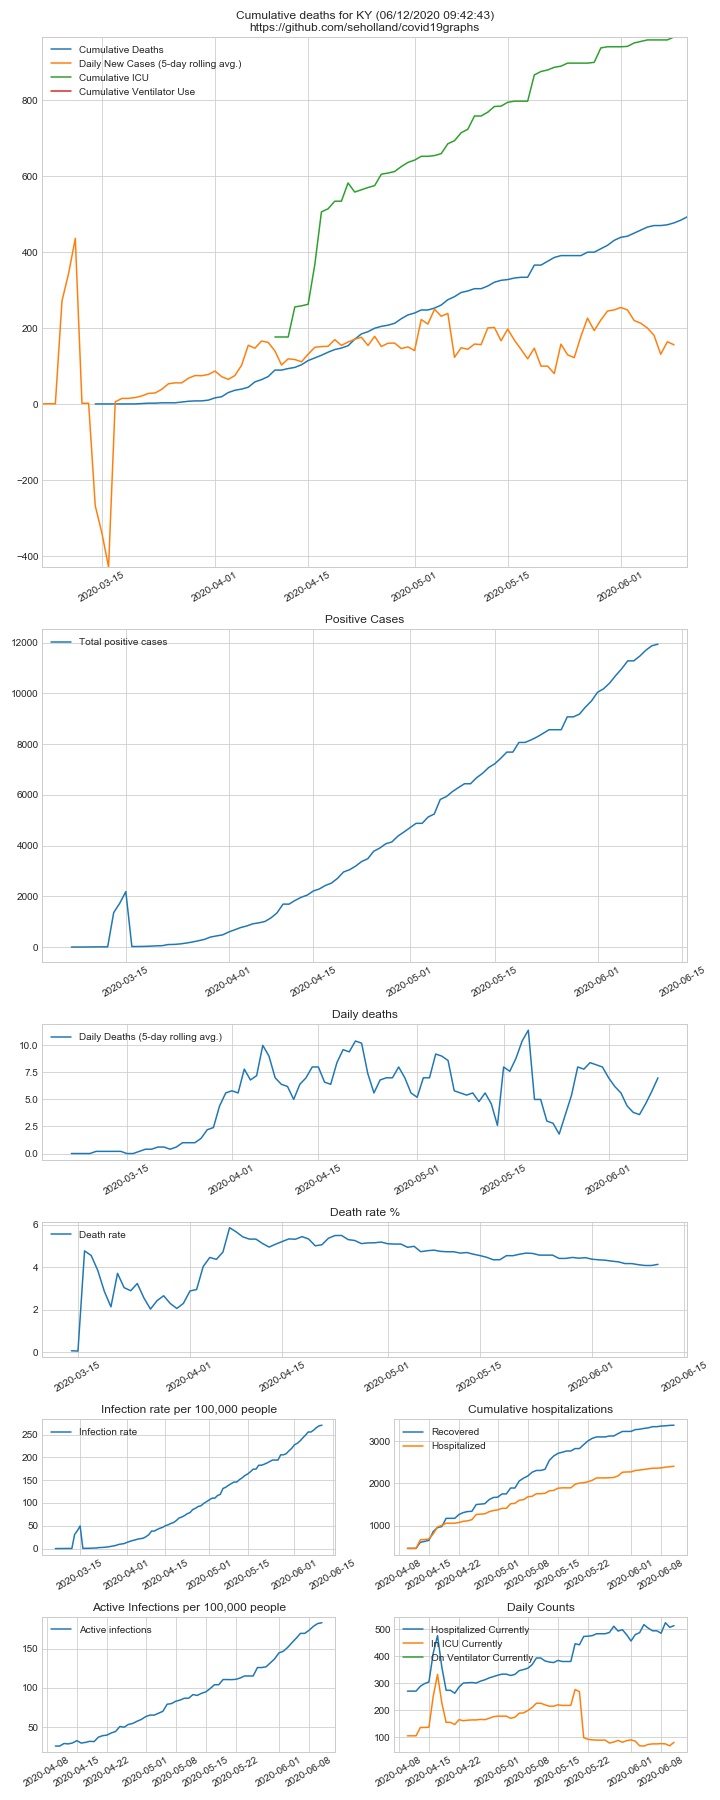 Cumulative deaths for KY (06/12/2020 09:42:43)
https://github.com/seholland/covid19graphs
Cumulative Deaths
Daily New Cases (5-day rolling avg.)
Cumulative ICU
Cumulative Ventilator Use
800
600
400
200
0
−200
−400
2020-03-15 2020-04-01 2020-04-15 2020-05-01 2020-05-15 2020-06-01
Positive Cases
Total positive cases
12000
10000
8000
6000
4000
2000
0
2020-03-15 2020-04-01 2020-04-15 2020-05-01 2020-05-15 2020-06-01 2020-06-15
Daily deaths
Daily Deaths (5-day rolling avg.)
10.0
7.5
5.0
2.5
0.0
2020-03-15 2020-04-01 2020-04-15 2020-05-01 2020-05-15 2020-06-01
Death rate %
Death rate
6
4
2
0
2020-03-15 2020-04-01 2020-04-15 2020-05-01 2020-05-15 2020-06-01 2020-06-15
Infection rate per 100,000 people
Infection rate
250
200
150
100
50
0
2020-03-15 2020-04-01 2020-04-15 2020-05-01 2020-05-15 2020-06-01 2020-06-15
Cumulative hospitalizations
Recovered
Hospitalized
3000
2000
1000
2020-04-08 2020-04-15 2020-04-22 2020-05-01 2020-05-08 2020-05-15 2020-05-22 2020-06-01 2020-06-08
Active Infections per 100,000 people
Active infections
150
100
50
2020-04-08 2020-04-15 2020-04-22 2020-05-01 2020-05-08 2020-05-15 2020-05-22 2020-06-01 2020-06-08
Daily Counts
Hospitalized Currently
In ICU Currently
On Ventilator Currently
500
400
300
200
100
2020-04-08 2020-04-15 2020-04-22 2020-05-01 2020-05-08 2020-05-15 2020-05-22 2020-06-01 2020-06-08